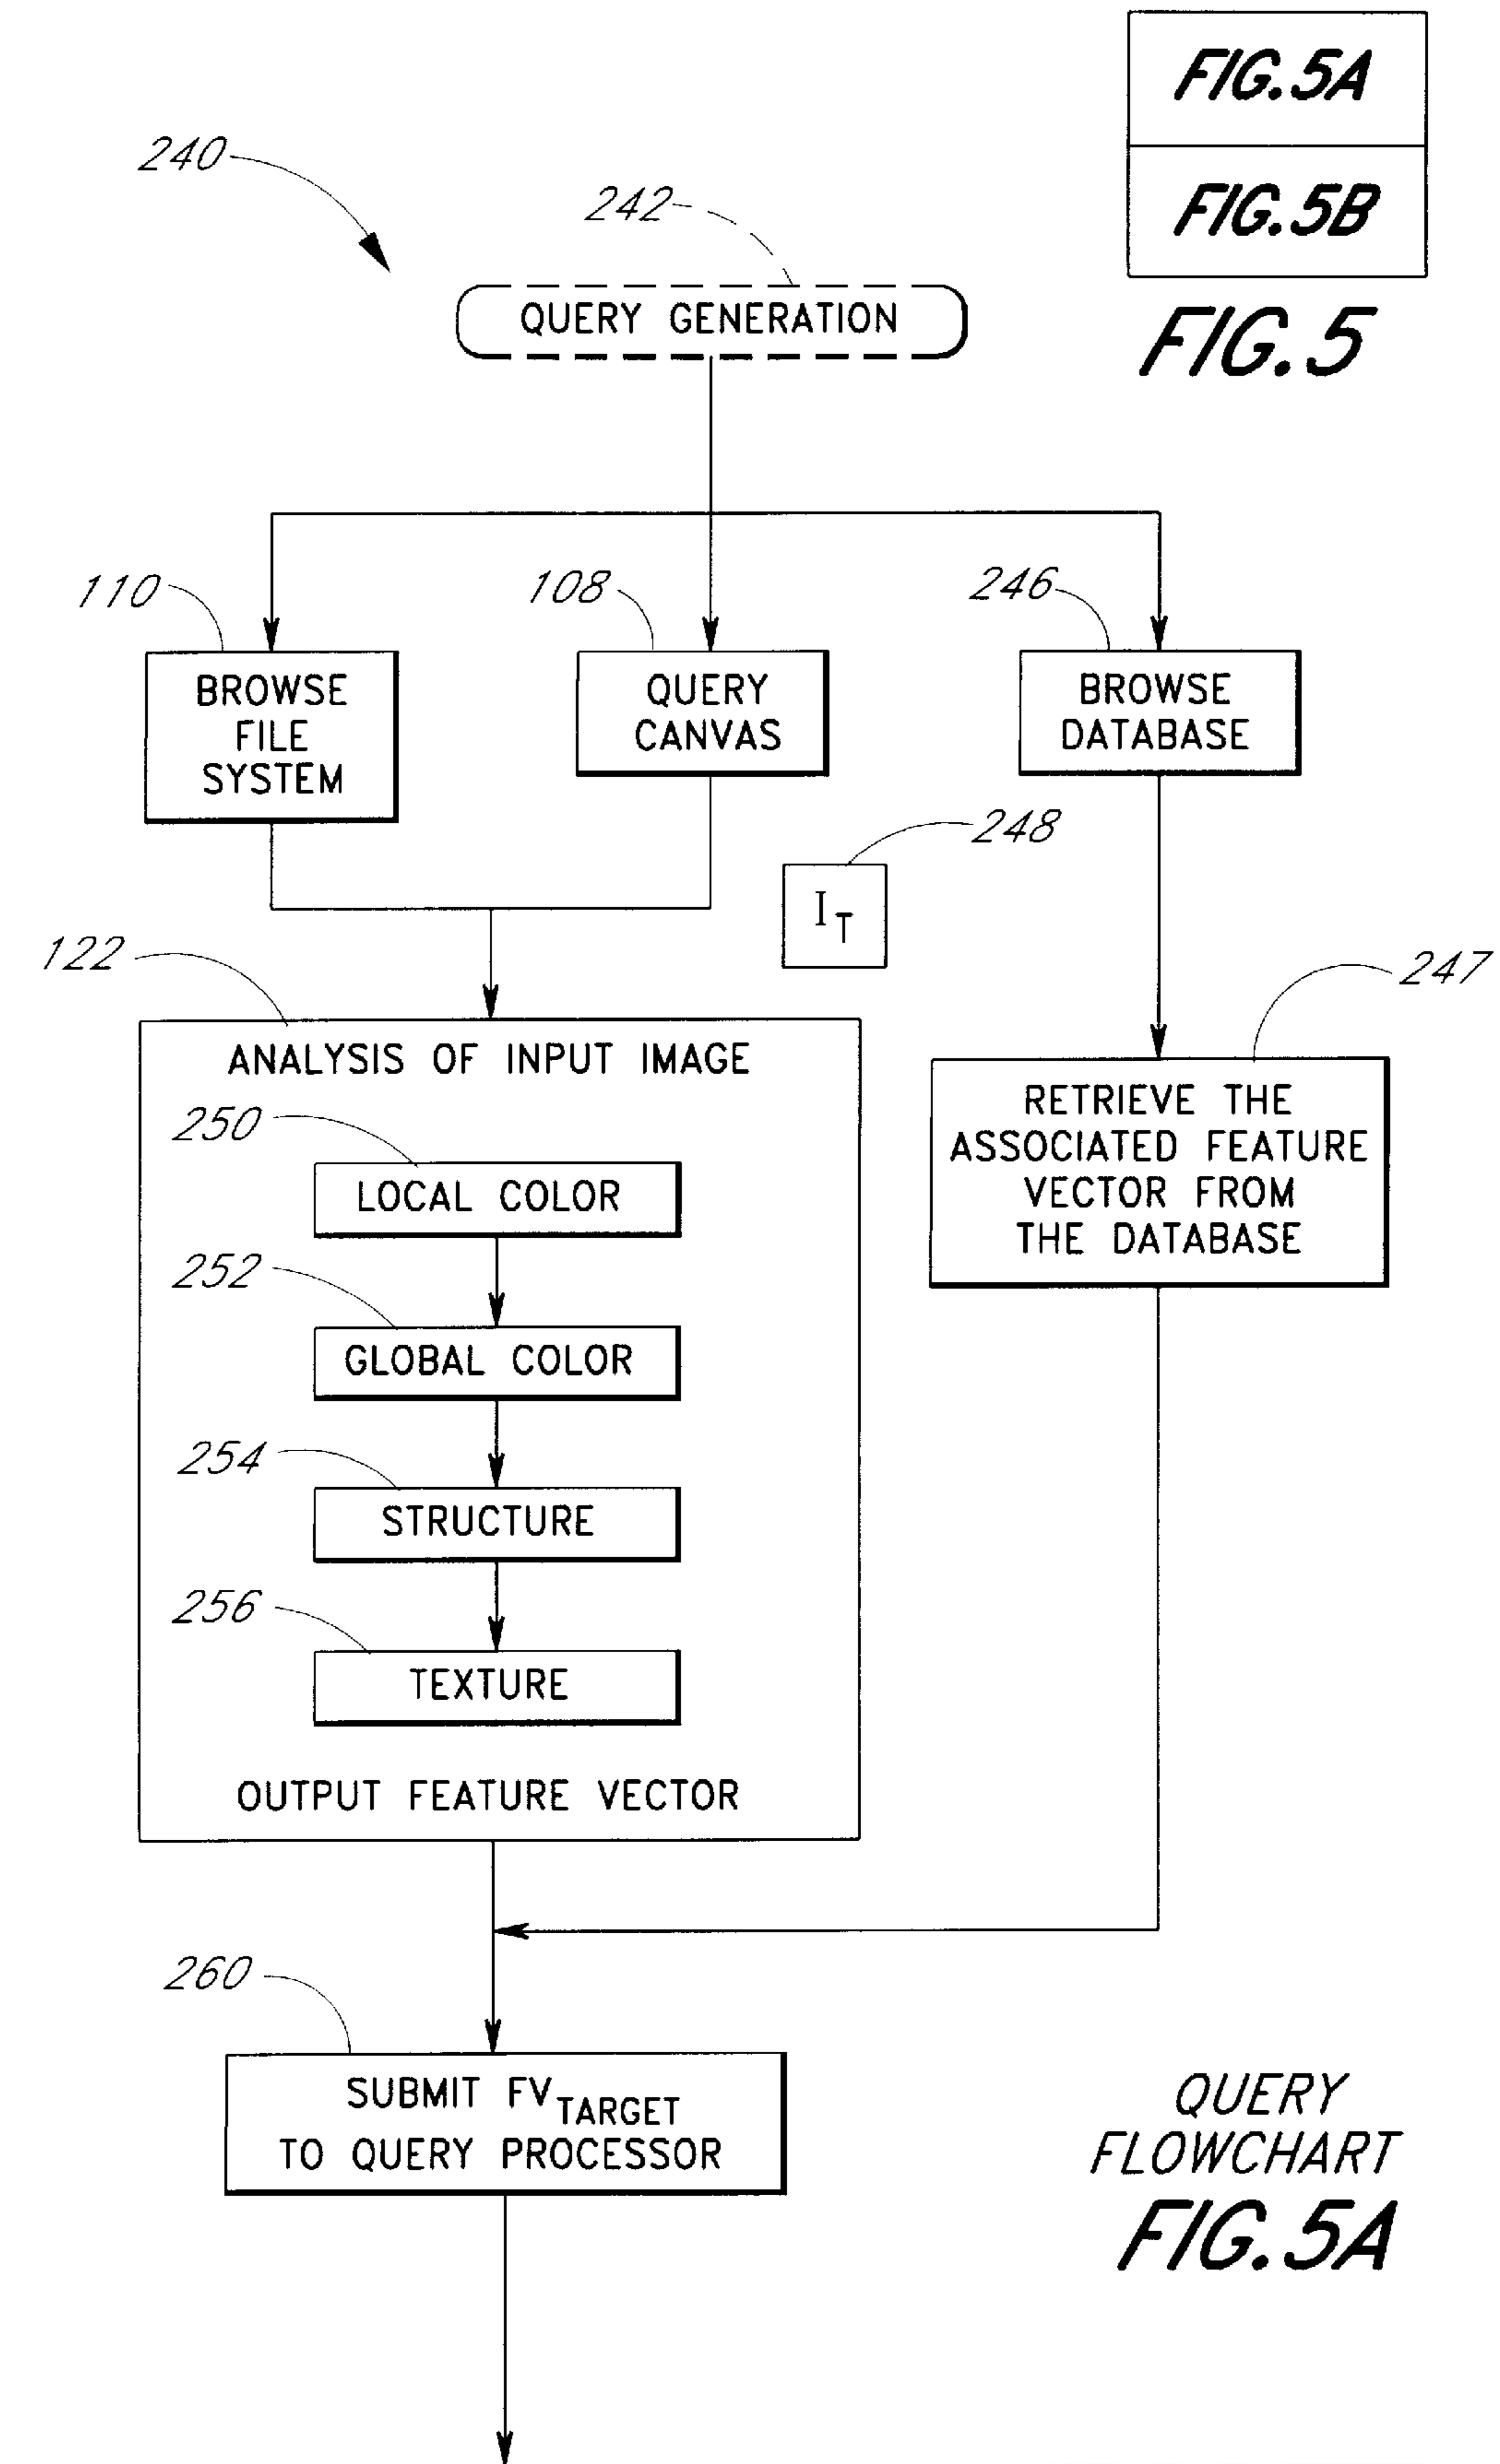 FIG. 5A
FIG. 5B
FIG. 5
240
242
QUERY GENERATION
110
108
246
BROWSE
FILE
SYSTEM
QUERY
CANVAS
BROWSE
DATABASE
248
I_T
122
247
ANALYSIS OF INPUT IMAGE
250
LOCAL COLOR
252
GLOBAL COLOR
254
STRUCTURE
256
TEXTURE
OUTPUT FEATURE VECTOR
RETRIEVE THE
ASSOCIATED FEATURE
VECTOR FROM
THE DATABASE
260
SUBMIT FV_TARGET
TO QUERY PROCESSOR
QUERY
FLOWCHART
FIG. 5A